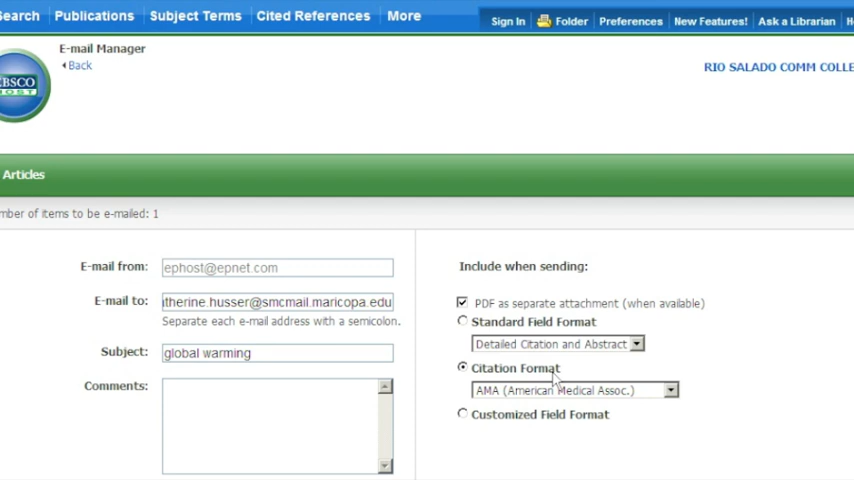 Search Publications Subject Terms Cited References More
Sign In Folder Preferences New Features! Ask a Librarian
E-mail Manager
Back
EBSCO
HOST
RIO SALADO COMM COLLE
Articles
mber of items to be e-mailed: 1
E-mail from: ephost@epnet.com
E-mail to: therine.husser@smcmail.maricopa.edu
Separate each e-mail address with a semicolon.
Subject: global warming
Comments:
Include when sending:
PDF as separate attachment (when available)
Standard Field Format
Detailed Citation and Abstract
Citation Format
AMA (American Medical Assoc.)
Customized Field Format